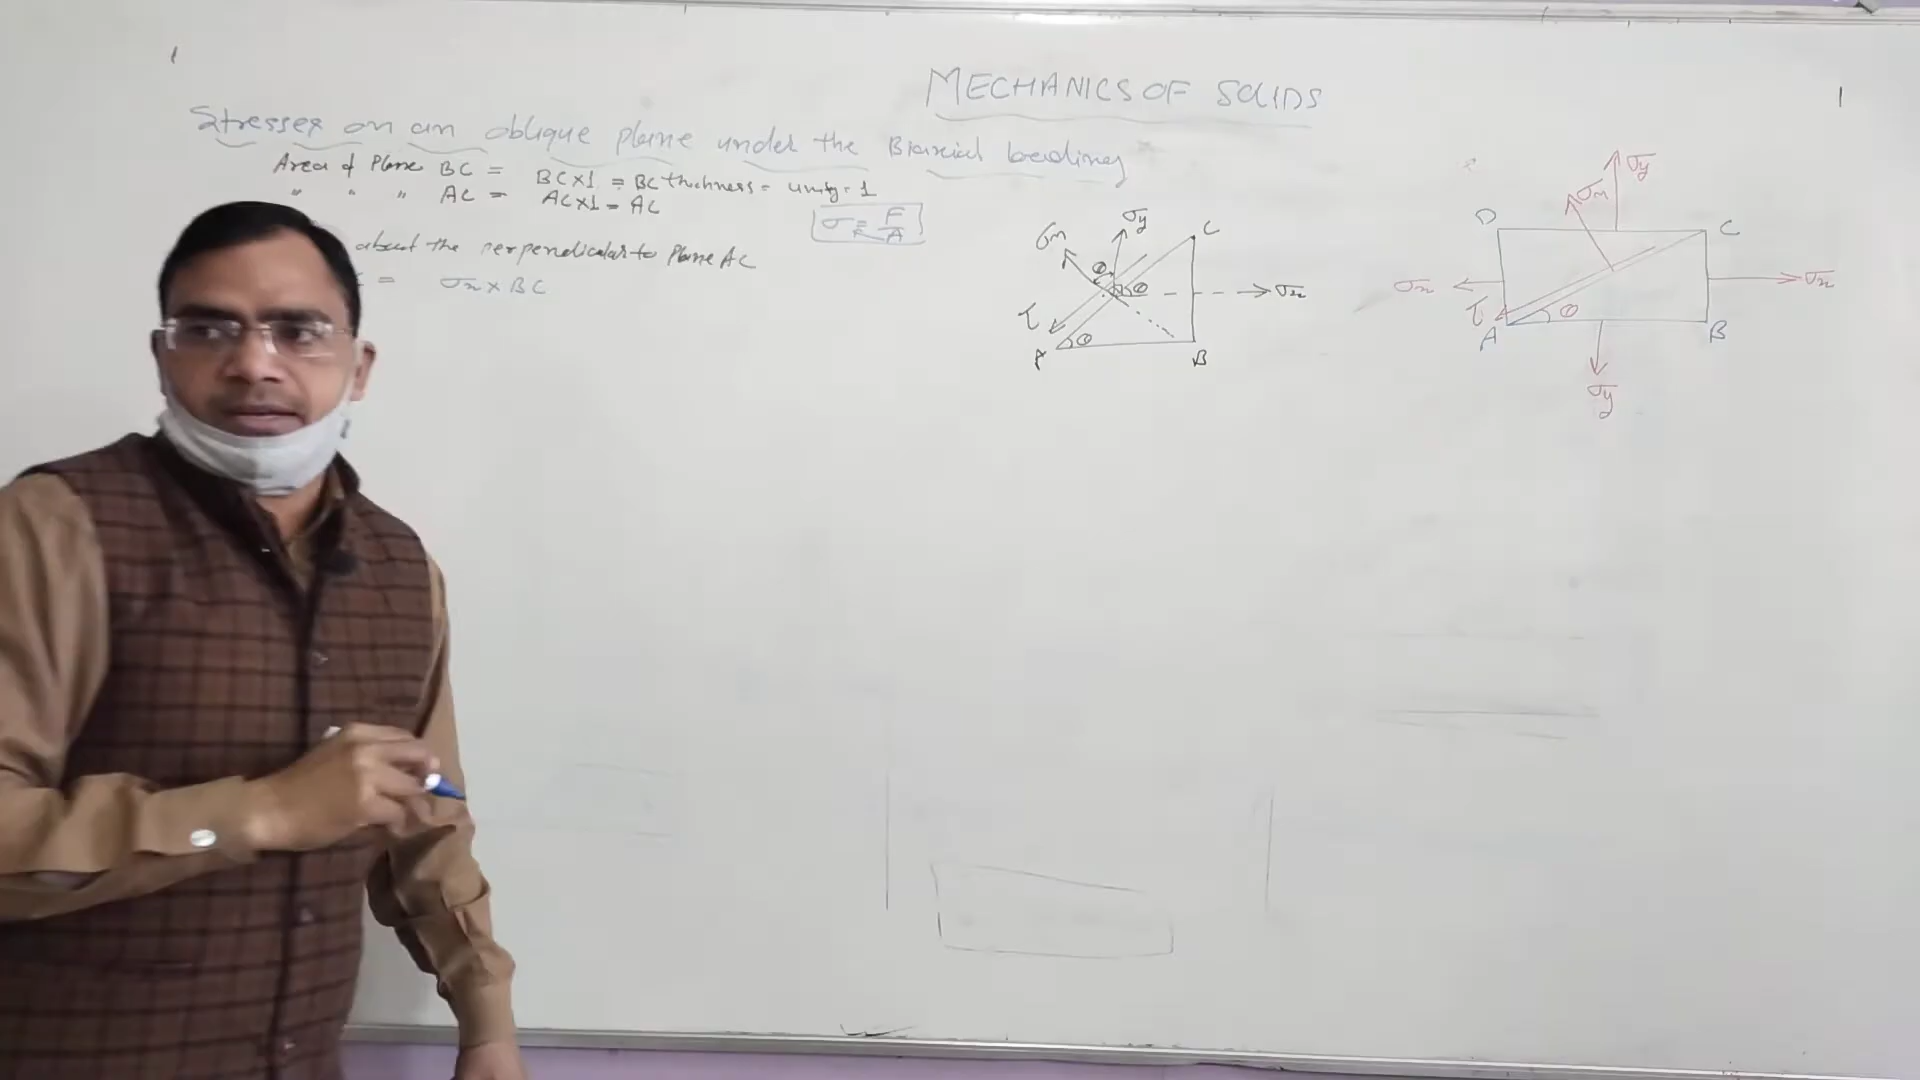 MECHANICS OF SOLIDS
Stresses on an oblique plane under the Biaxial loading
Area of Plane BC = BC×1 = BC thickness = unity = 1
" " " AC = AC×1 = AC
σ = F/A
about the perpendicular to Plane AC
= σx × BC
σn σy C
θ θ σx
τ
A θ B
σy
σn
D C
σx σx
τ θ
A B
σy